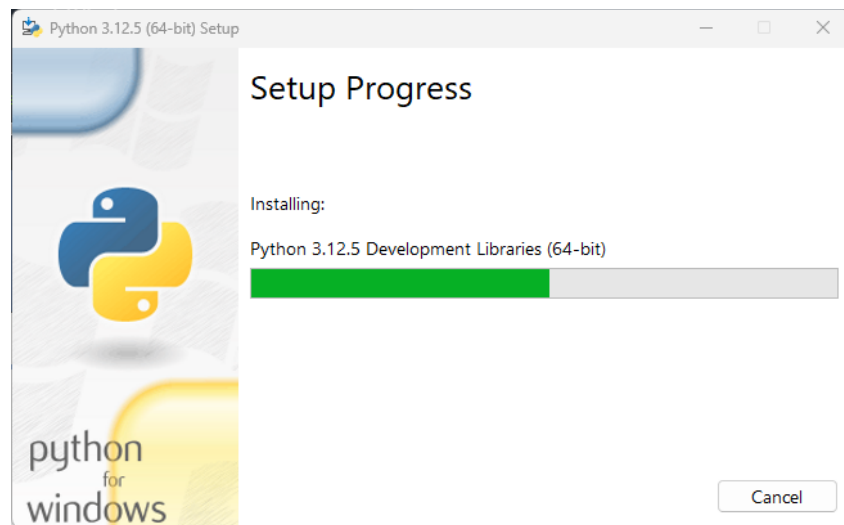 Python 3.12.5 (64-bit) Setup
Setup Progress
Installing:
Python 3.12.5 Development Libraries (64-bit)
python
for
windows
Cancel